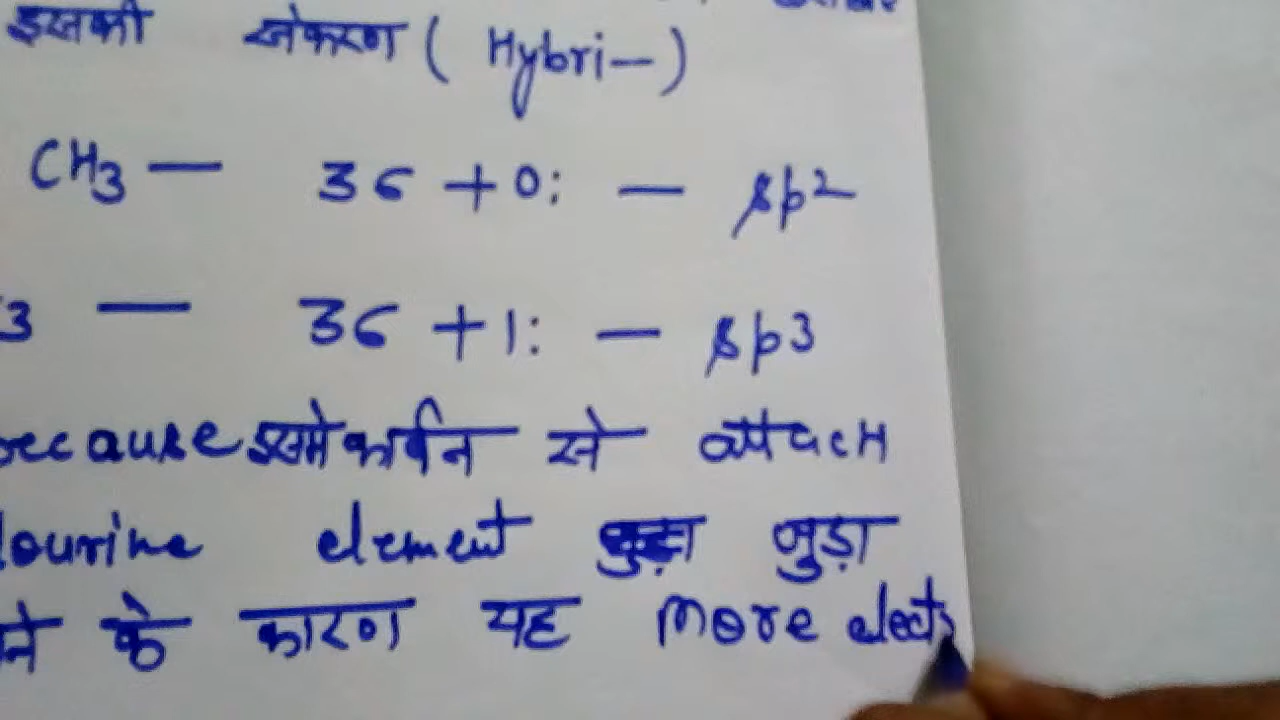 इसकी संकरण ( Hybri— )
CH3 — 3σ + 0: — sp2
3 — 3σ + 1: — sp3
because इसमे कार्बन से attacH
lourine element जुड़ा
ने के कारण यह more elect